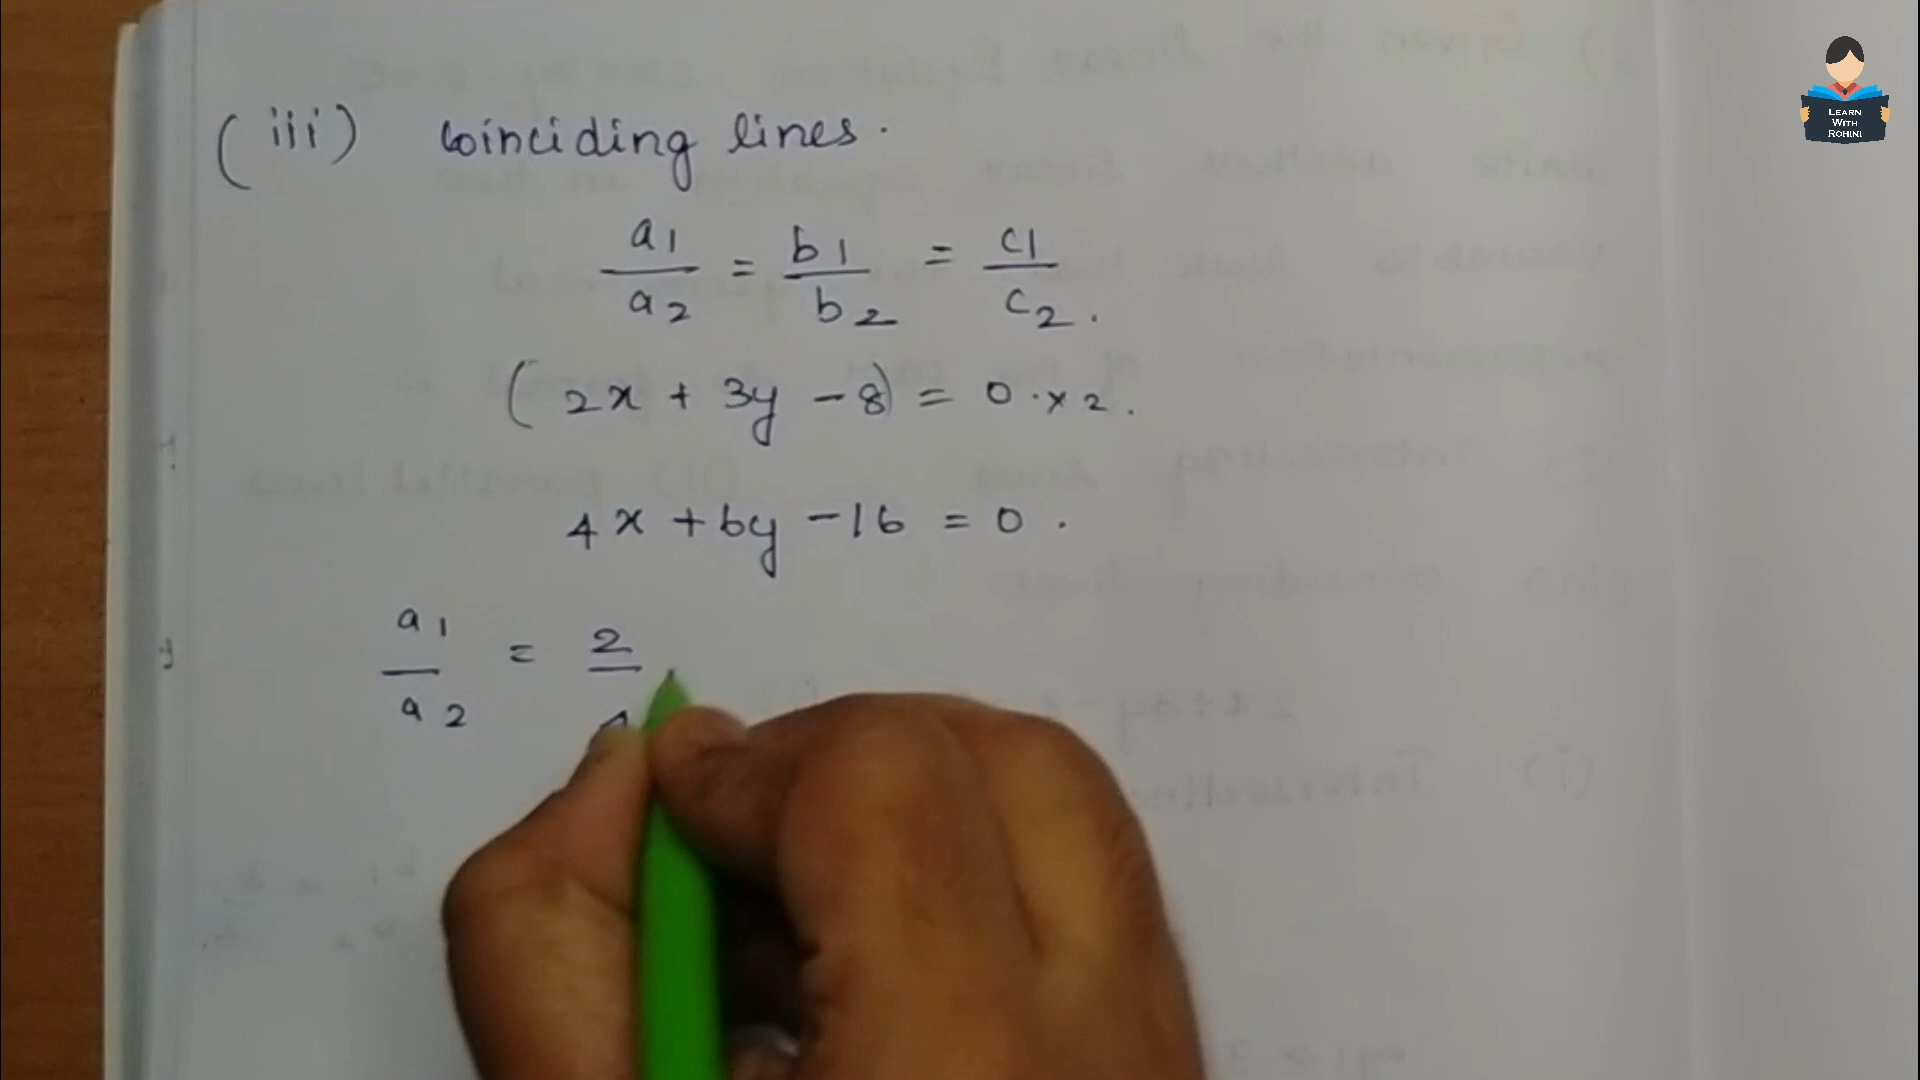 LEARN
WITH
ROHINI
(iii) coinciding lines.
a1/a2 = b1/b2 = c1/c2.
(2x + 3y - 8) = 0. x 2.
4x + 6y - 16 = 0.
a1/a2 = 2/4